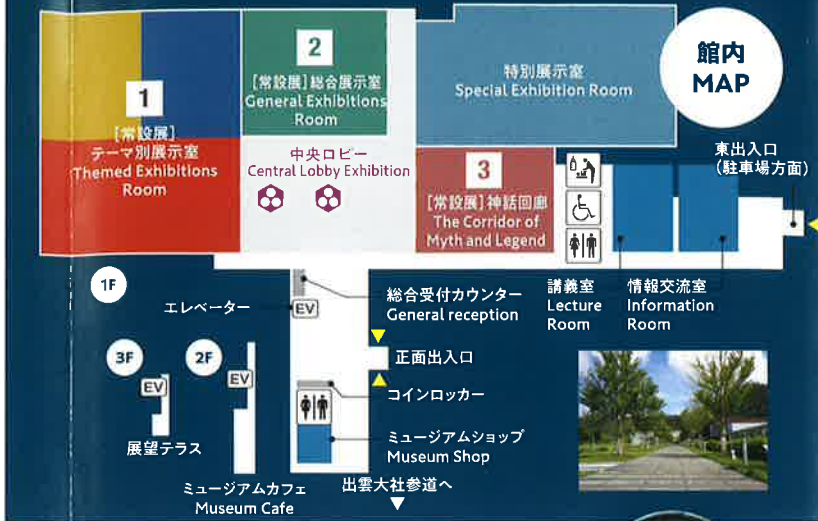 館内
MAP
1
[常設展]
テーマ別展示室
Themed Exhibitions
Room
2
[常設展]総合展示室
General Exhibitions
Room
特別展示室
Special Exhibition Room
中央ロビー
Central Lobby Exhibition
3
[常設展]神話回廊
The Corridor of
Myth and Legend
東出入口
(駐車場方面)
1F
エレベーター
EV
総合受付カウンター
General reception
講義室
Lecture
Room
情報交流室
Information
Room
正面出入口
3F
EV
展望テラス
2F
EV
ミュージアムカフェ
Museum Cafe
コインロッカー
ミュージアムショップ
Museum Shop
出雲大社参道へ